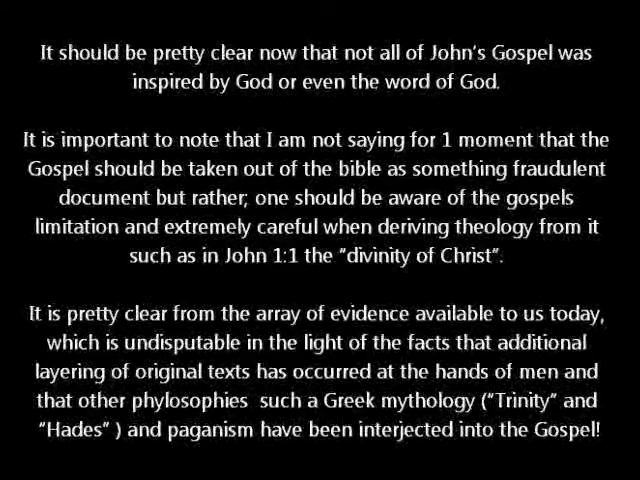 It should be pretty clear now that not all of John's Gospel was
inspired by God or even the word of God.
It is important to note that I am not saying for 1 moment that the
Gospel should be taken out of the bible as something fraudulent
document but rather; one should be aware of the gospels
limitation and extremely careful when deriving theology from it
such as in John 1:1 the "divinity of Christ".
It is pretty clear from the array of evidence available to us today,
which is undisputable in the light of the facts that additional
layering of original texts has occurred at the hands of men and
that other phylosophies such a Greek mythology ("Trinity" and
"Hades" ) and paganism have been interjected into the Gospel!